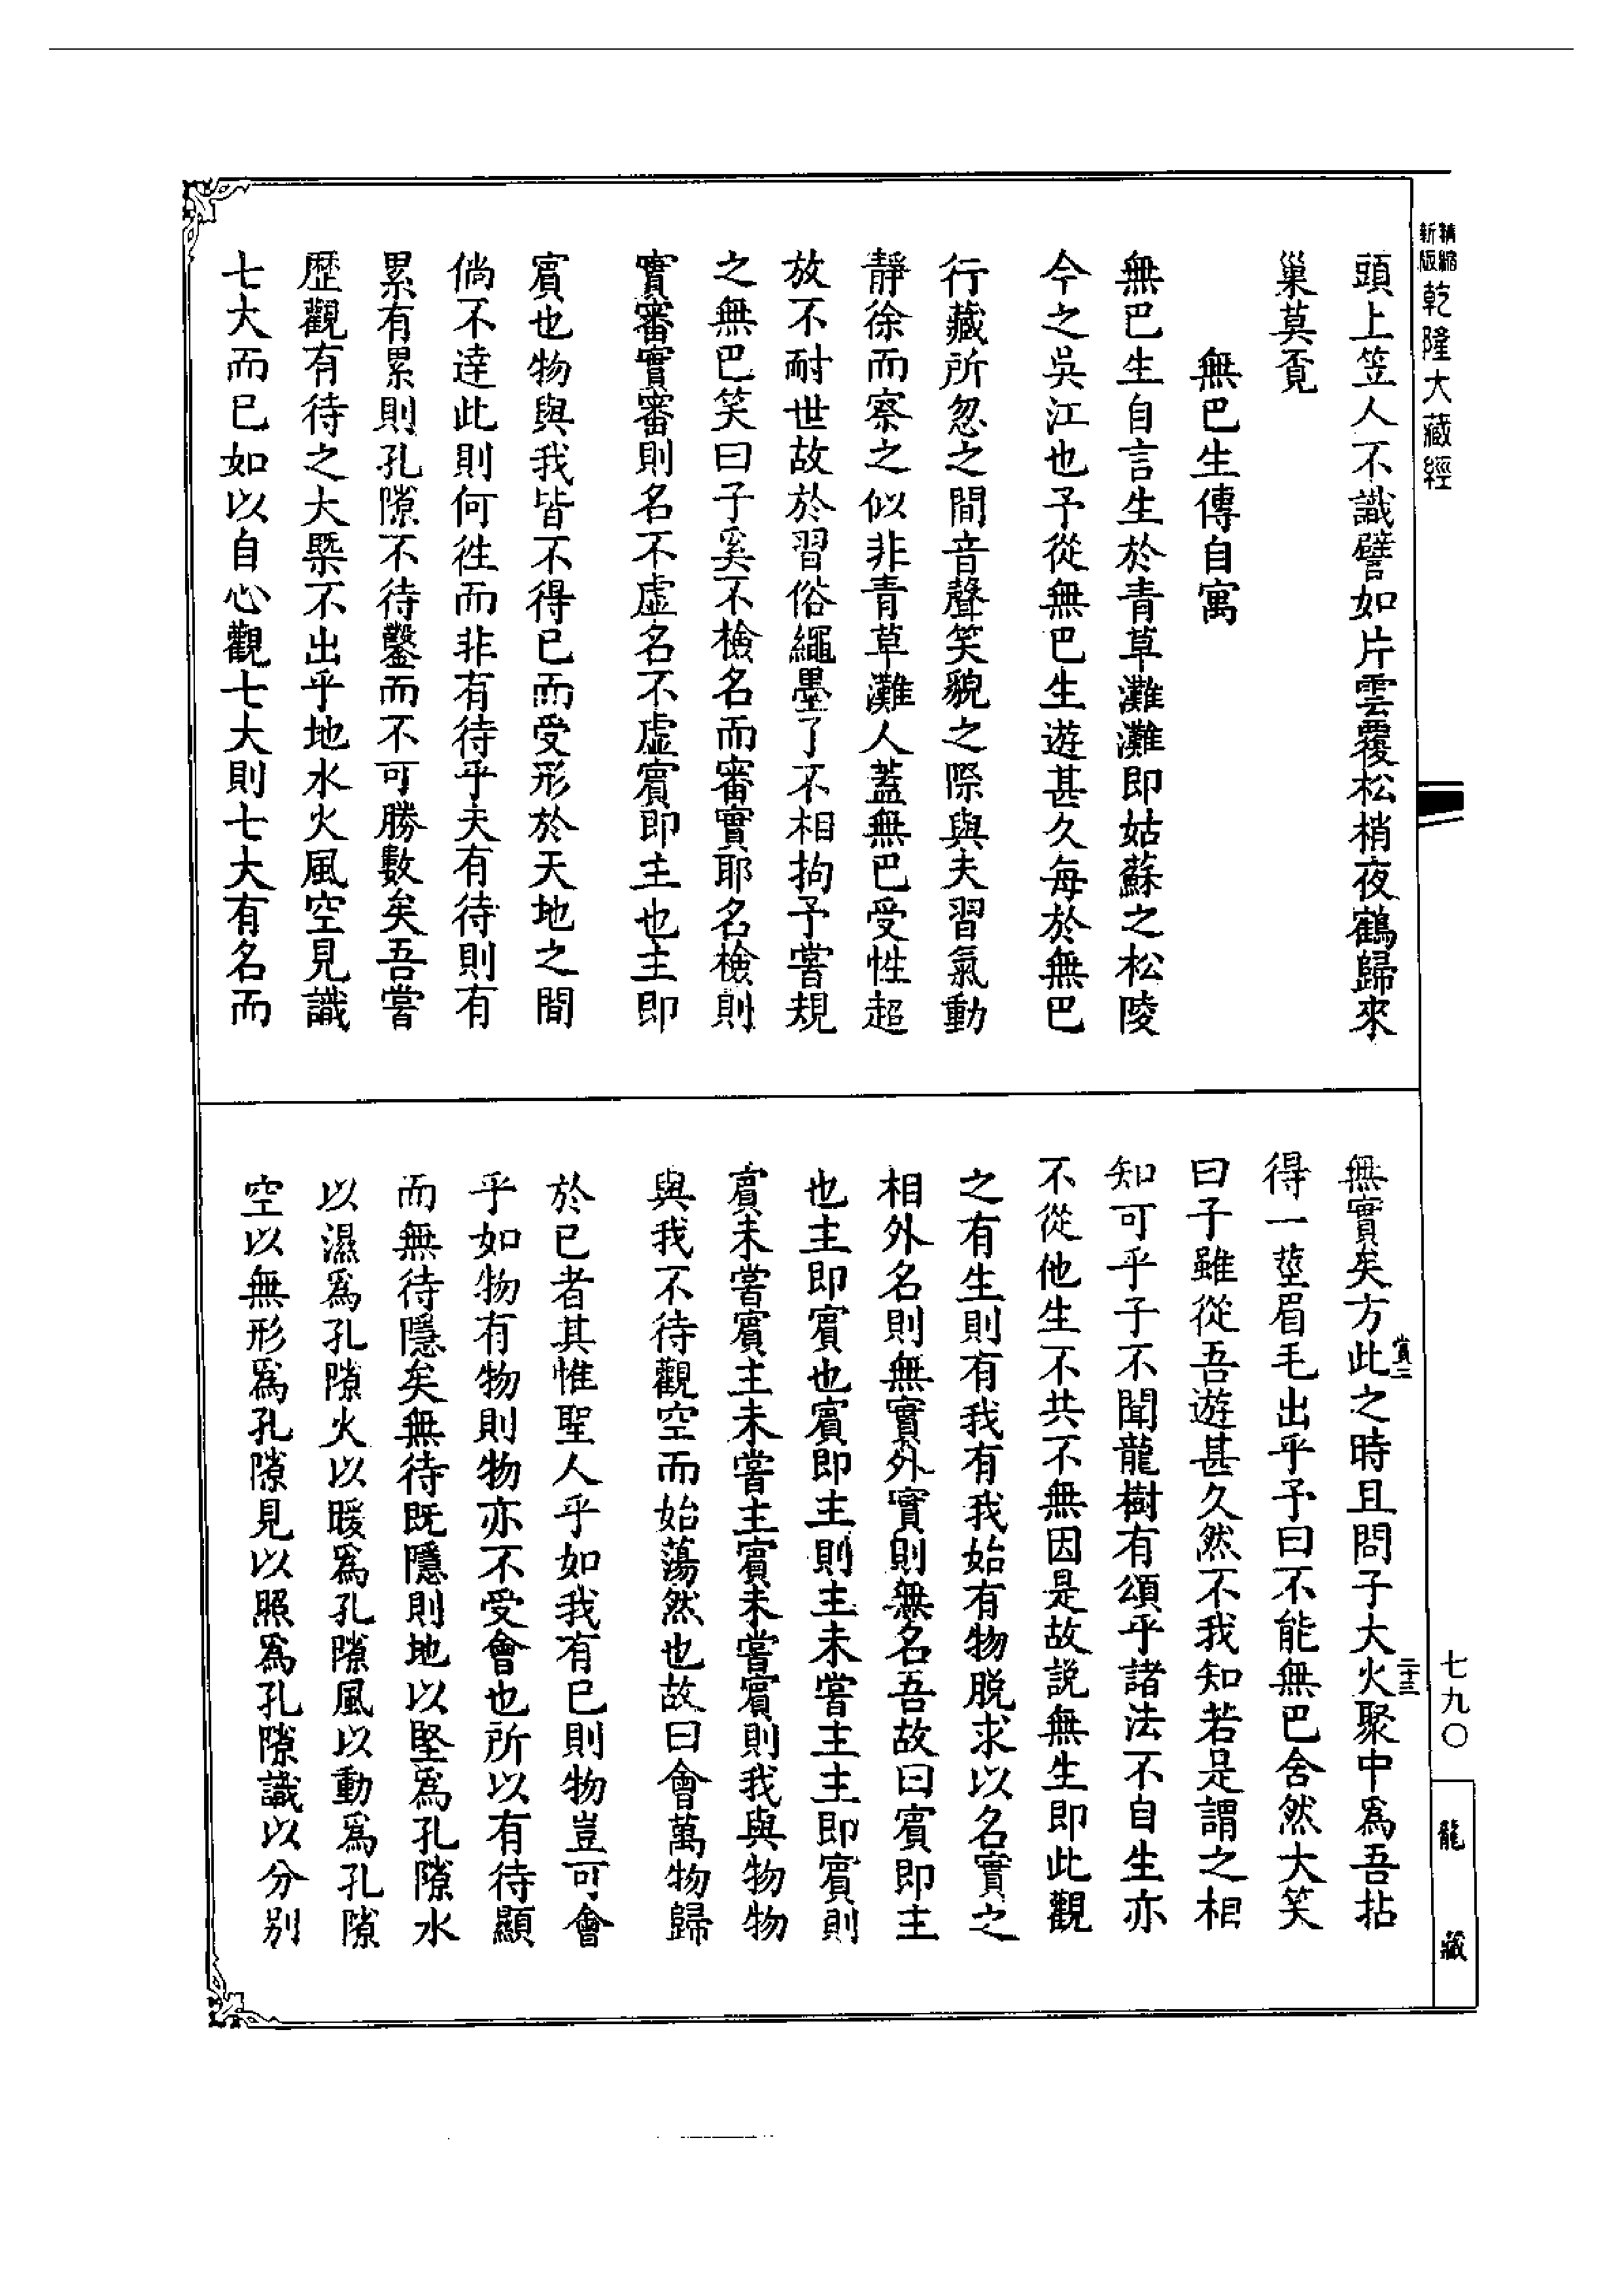 精縮
新版
乾隆大藏經
頭上笠人不識譬如片雲覆松梢夜鶴歸來
巢莫覔
無巴生傳自寓
無巴生自言生於青草灘灘即姑蘇之松陵
今之吳江也予從無巴生遊甚久每於無巴
行藏所忽之間音聲笑貌之際與夫習氣動
靜徐而察之似非青草灘人蓋無巴受性超
放不耐世故於習俗繩墨了不相拘予嘗規
之無巴笑曰子奚不檢名而審實耶名檢則
實審實審則名不虛名不虛賓即主也主即
賓也物與我皆不得已而受形於天地之間
倘不達此則何徃而非有待乎夫有待則有
累有累則孔隙不待鑿而不可勝數矣吾嘗
歷觀有待之大槩不出乎地水火風空見識
七大而已如以自心觀七大則七大有名而
無實矣方此之時且問子大火聚中為吾拈
得一莖眉毛出乎予曰不能無巴舍然大笑
曰子雖從吾遊甚久然不我知若是謂之相
知可乎子不聞龍樹有頌乎諸法不自生亦
不從他生不共不無因是故說無生即此觀
之有生則有我有我始有物脫求以名實之
相外名則無實外實則無名吾故曰賓即主
也主即賓也賓即主則主未嘗主主即賓則
賓未嘗賓主未嘗主賓未嘗賓則我與物物
與我不待觀空而始蕩然也故曰會萬物歸
於已者其惟聖人乎如我有已則物豈可會
乎如物有物則物亦不受會也所以有待顯
而無待隱矣無待既隱則地以堅為孔隙水
以濕為孔隙火以暖為孔隙風以動為孔隙
空以無形為孔隙見以照為孔隙識以分別
二十三
七九〇
龍藏